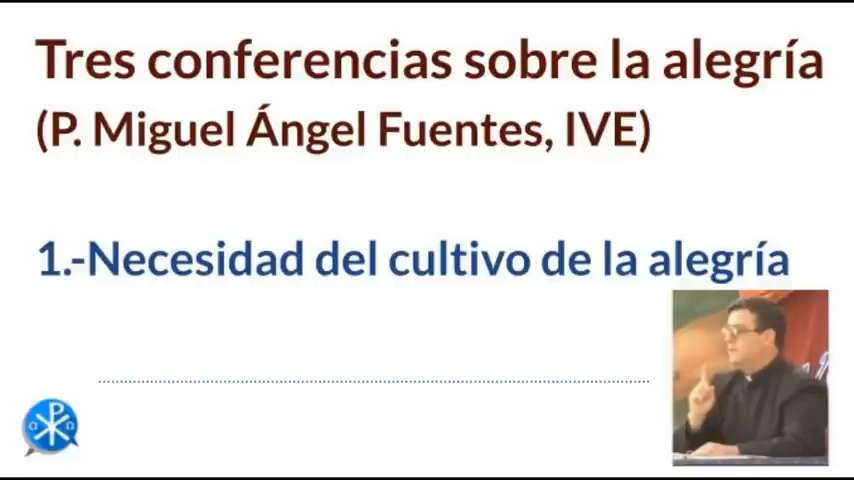 Tres conferencias sobre la alegría
(P. Miguel Ángel Fuentes, IVE)
1.-Necesidad del cultivo de la alegría